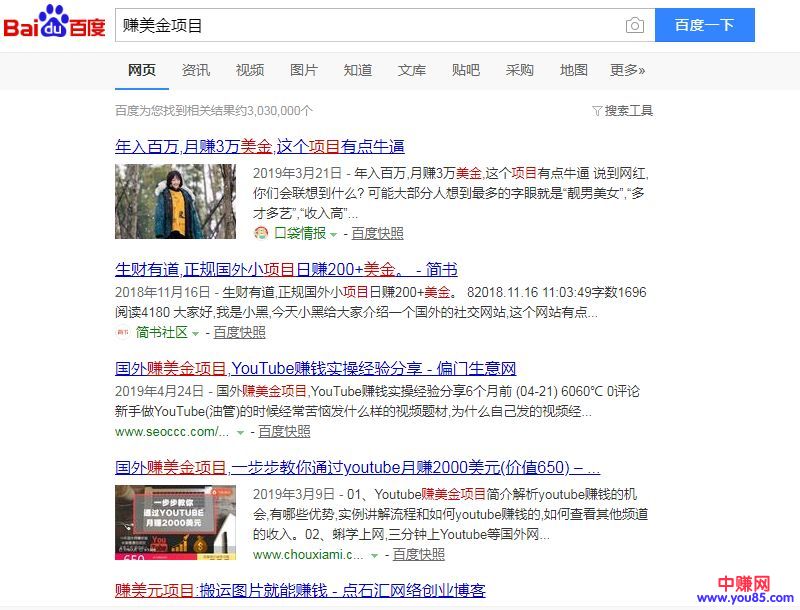 Bai du 百度
赚美金项目
百度一下
网页 资讯 视频 图片 知道 文库 贴吧 采购 地图 更多»
百度为您找到相关结果约3,030,000个
搜索工具
年入百万,月赚3万美金,这个项目有点牛逼
2019年3月21日 - 年入百万,月赚3万美金,这个项目有点牛逼 说到网红,
你们会联想到什么? 可能大部分人想到最多的字眼就是“靓男美女”,“多
才多艺”,“收入高”...
口袋情报 - 百度快照
生财有道,正规国外小项目日赚200+美金。 - 简书
2018年11月16日 - 生财有道,正规国外小项目日赚200+美金。 82018.11.16 11:03:49字数1696
阅读4180 大家好,我是小黑,今天小黑给大家介绍一个国外的社交网站,这个网站有点...
简书 简书社区 - 百度快照
国外赚美金项目,YouTube赚钱实操经验分享 - 偏门生意网
2019年4月24日 - 国外赚美金项目,YouTube赚钱实操经验分享6个月前 (04-21) 6060℃ 0评论
新手做YouTube(油管)的时候经常苦恼发什么样的视频题材,为什么自己发的视频经...
www.seoccc.com/... - 百度快照
国外赚美金项目,一步步教你通过youtube月赚2000美元(价值650) – ...
一步步教你
通过YOUTUBE
月赚2000美元
You
650
2019年3月9日 - 01、Youtube赚美金项目简介解析youtube赚钱的机
会,有哪些优势,实例讲解流程和如何youtube赚钱的,如何查看其他频道
的收入。02、蝌学上网,三分钟上Youtube等国外网...
www.chouxiami.c... - 百度快照
赚美元项目:搬运图片就能赚钱 - 点石汇网络创业博客
中赚网
www.you85.com